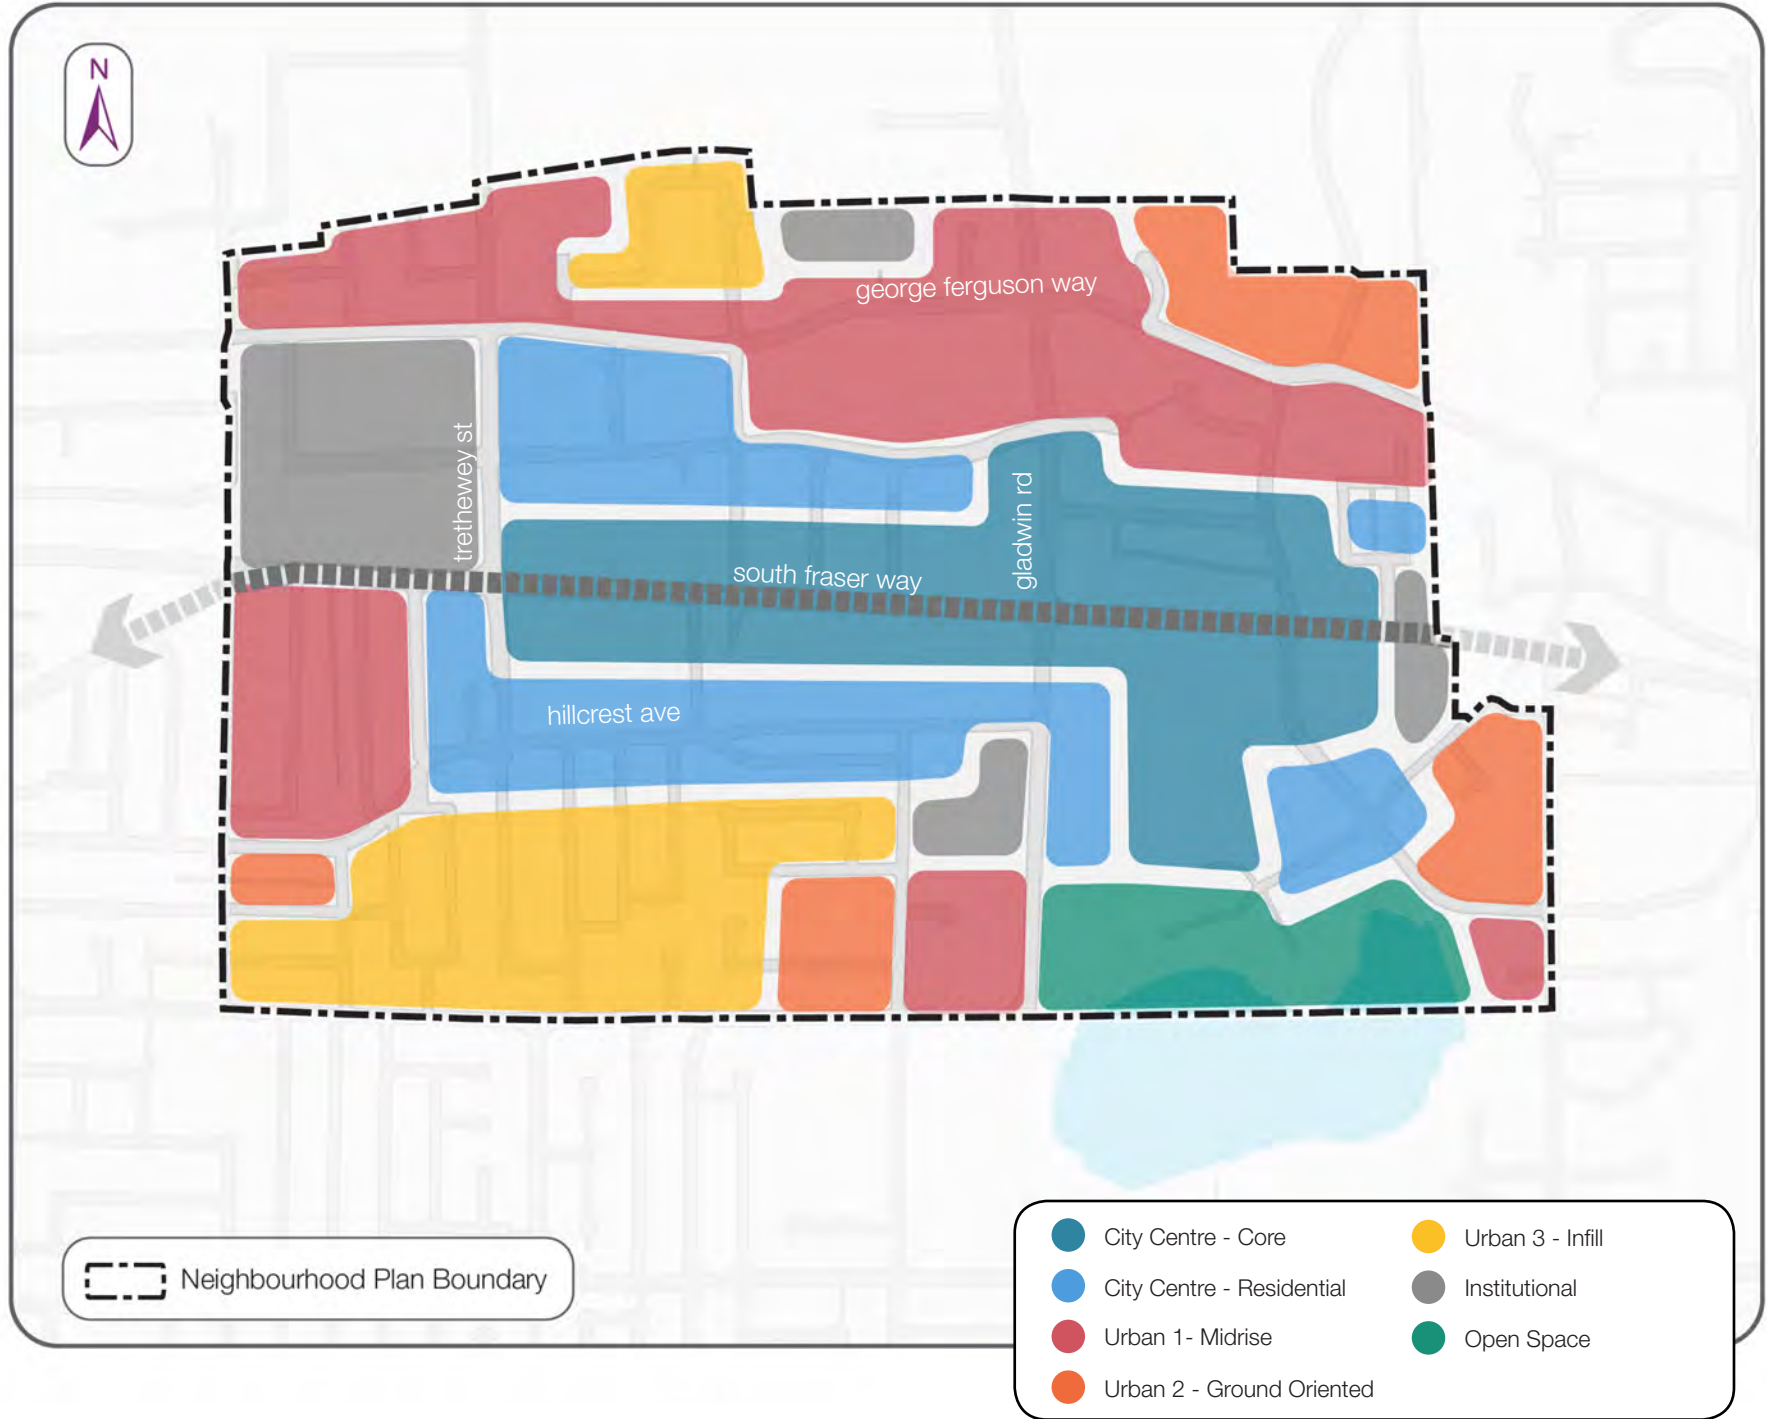 N
george ferguson way
trethewey st
gladwin rd
south fraser way
hillcrest ave
Neighbourhood Plan Boundary
City Centre - Core
City Centre - Residential
Urban 1- Midrise
Urban 2 - Ground Oriented
Urban 3 - Infill
Institutional
Open Space